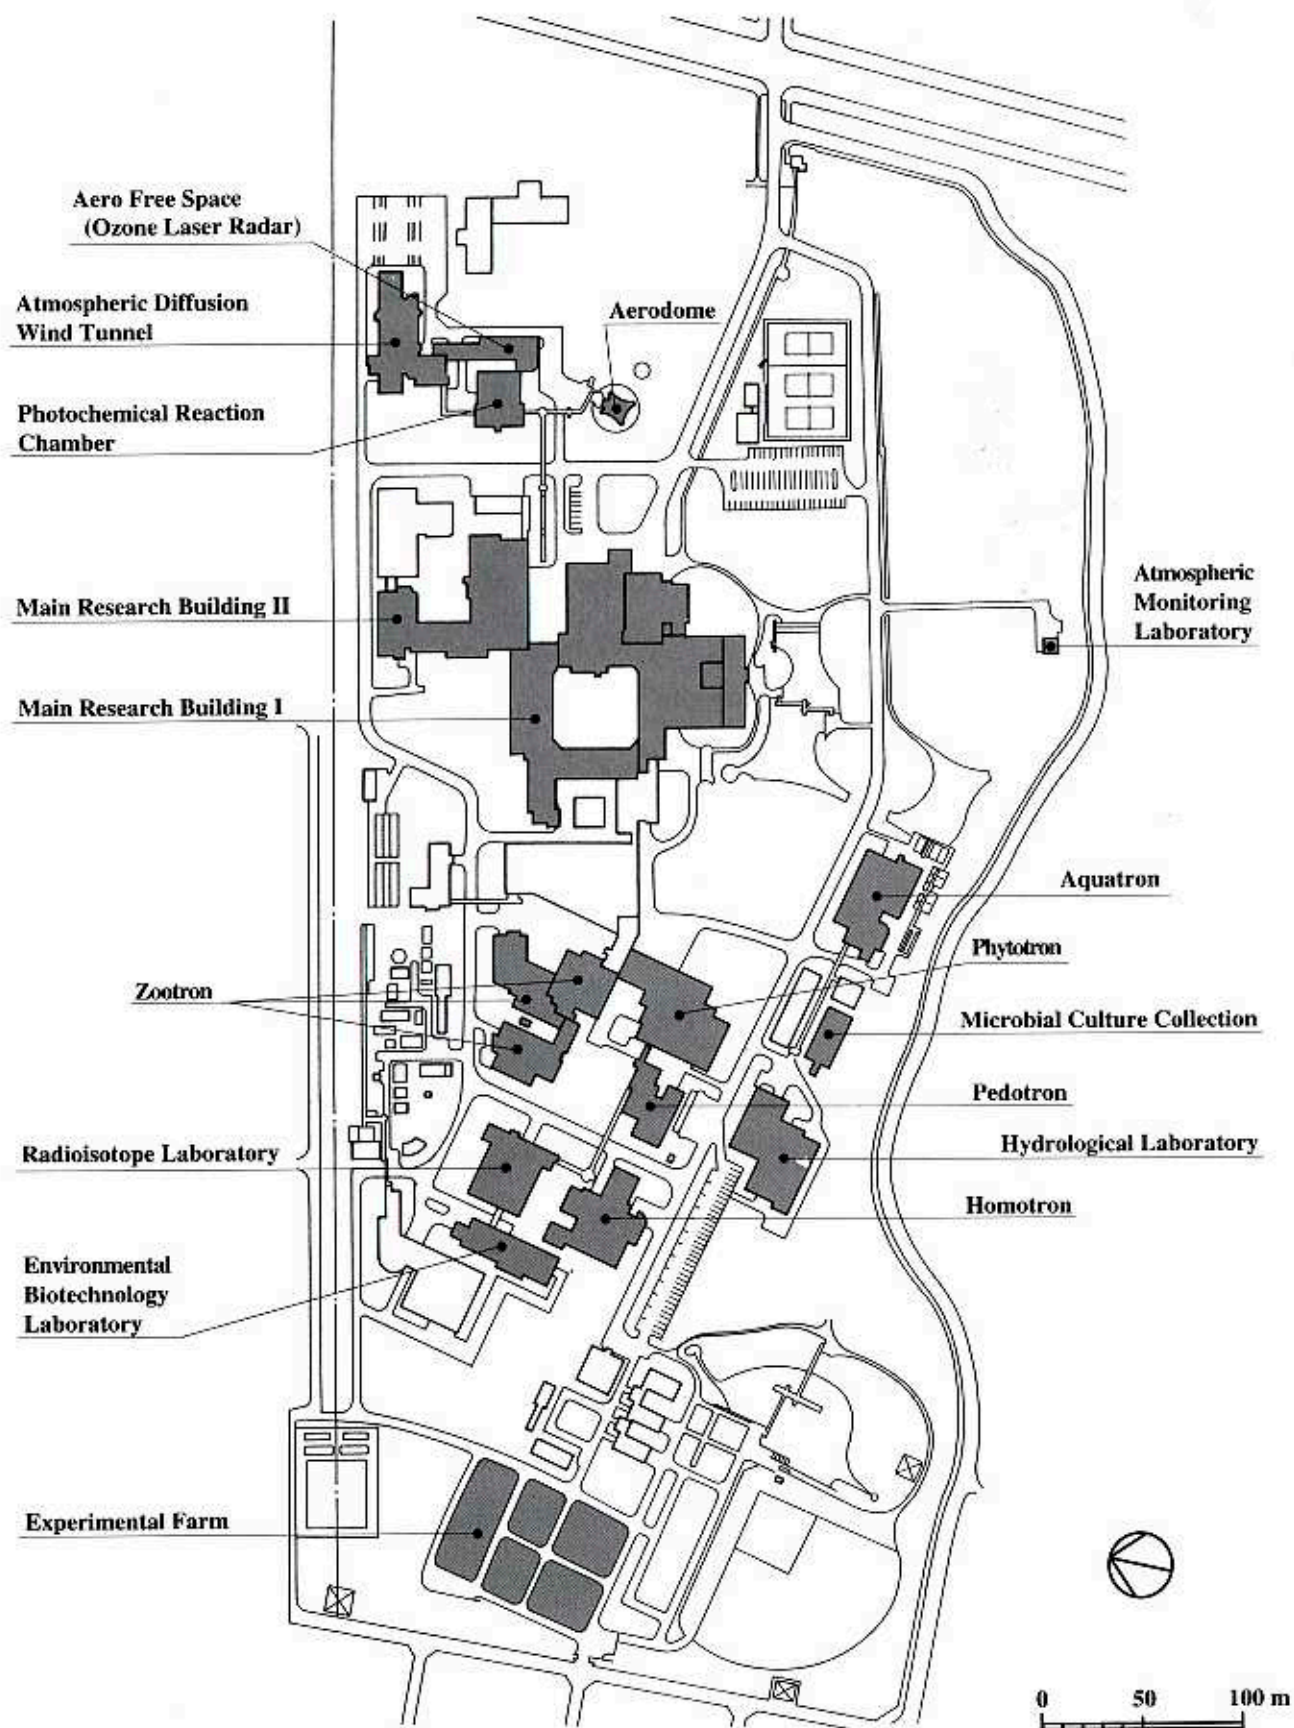 Aero Free Space
(Ozone Laser Radar)
Atmospheric Diffusion
Wind Tunnel
Aerodome
Photochemical Reaction
Chamber
Atmospheric
Monitoring
Laboratory
Main Research Building II
Main Research Building I
Aquatron
Phytotron
Zootron
Microbial Culture Collection
Pedotron
Hydrological Laboratory
Radioisotope Laboratory
Homotron
Environmental
Biotechnology
Laboratory
Experimental Farm
0 50 100 m